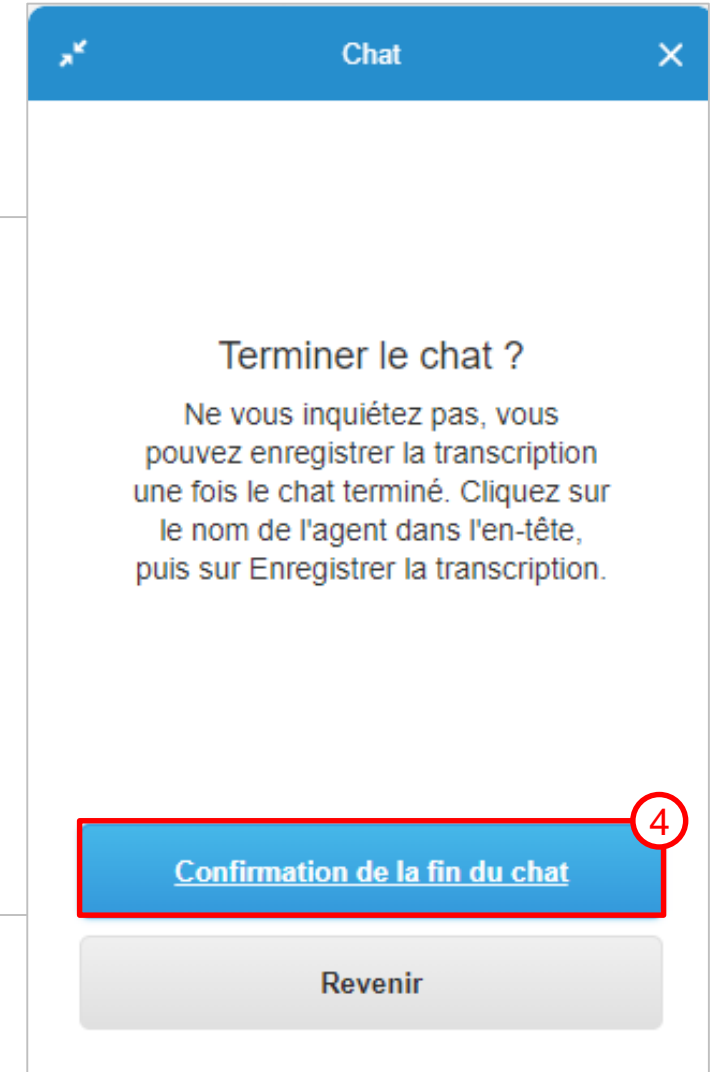 Chat
Terminer le chat ?
Ne vous inquiétez pas, vous
pouvez enregistrer la transcription
une fois le chat terminé. Cliquez sur
le nom de l'agent dans l'en-tête,
puis sur Enregistrer la transcription.
4
Confirmation de la fin du chat
Revenir